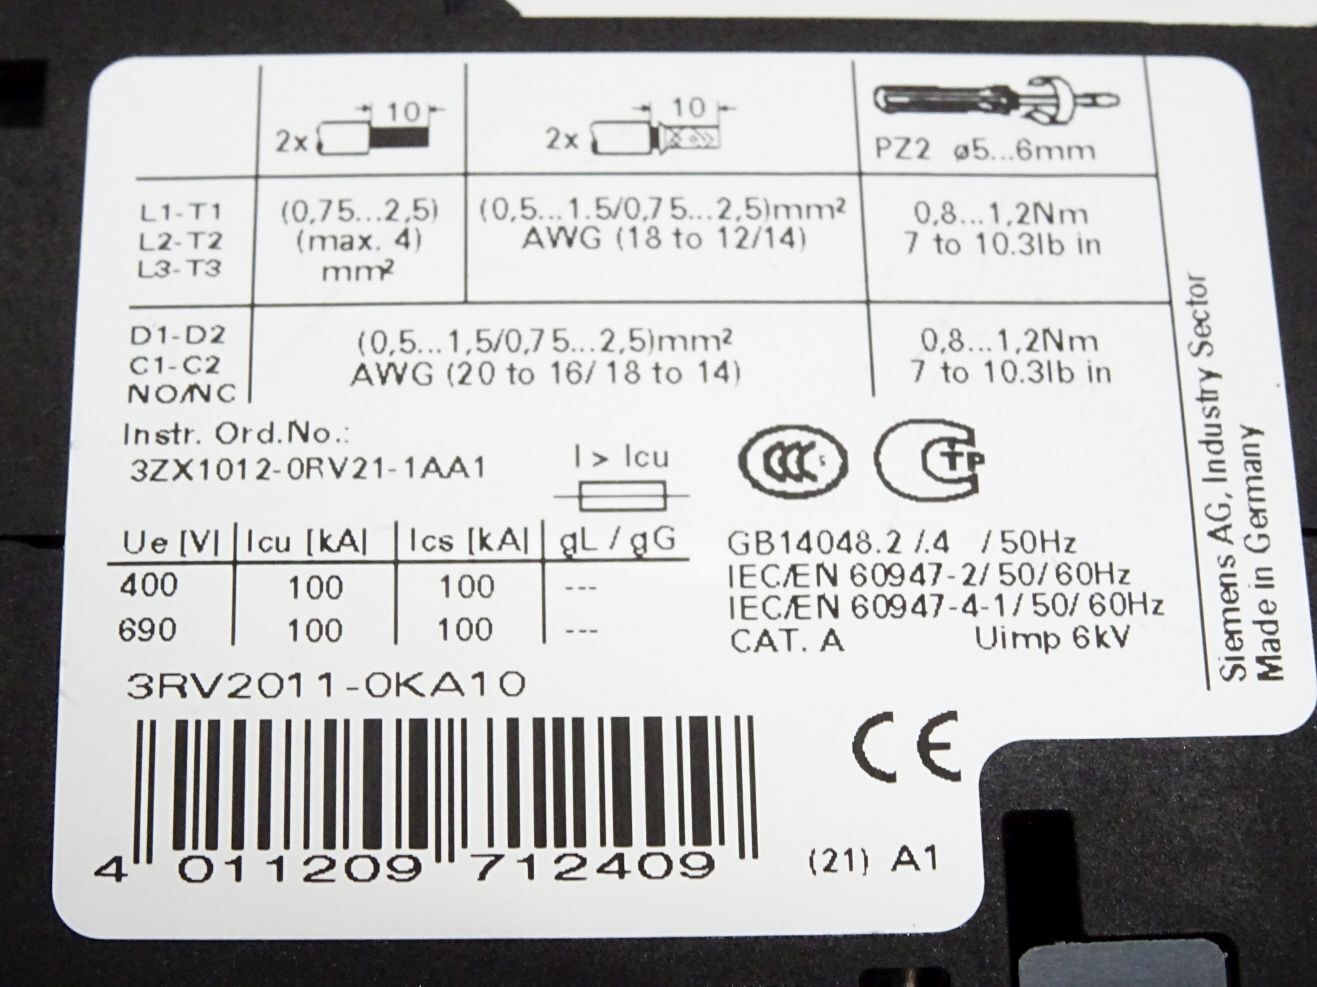 10
2x
10
2x
PZ2 ø5...6mm
L1-T1
L2-T2
L3-T3
(0,75...2,5)
(max. 4)
mm²
(0,5...1.5/0,75...2,5)mm²
AWG (18 to 12/14)
0,8...1,2Nm
7 to 10.3lb in
D1-D2
C1-C2
NO/NC
(0,5...1,5/0,75...2,5)mm²
AWG (20 to 16/ 18 to 14)
0,8...1,2Nm
7 to 10.3lb in
Instr. Ord.No.:
3ZX1012-0RV21-1AA1
I > Icu
CCC S
CTP
Ue [V] Icu [kA] Ics [kA] gL / gG
400 100 100 ---
690 100 100 ---
GB14048.2 /.4 / 50Hz
IEC/EN 60947-2/ 50/ 60Hz
IEC/EN 60947-4-1/ 50/ 60Hz
CAT. A Uimp 6kV
3RV2011-0KA10
CE
4 011209 712409
(21) A1
Siemens AG, Industry Sector
Made in Germany